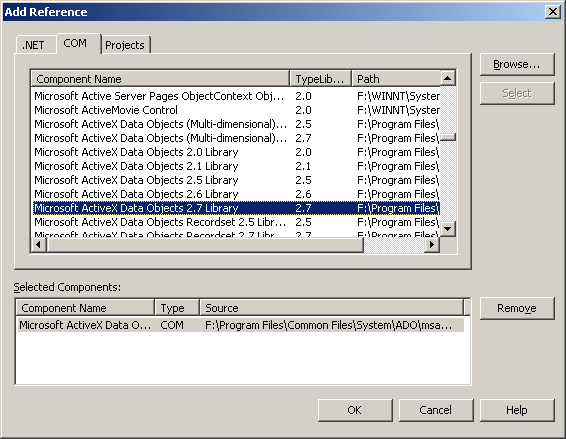 Add Reference
.NET COM Projects
Component Name TypeLib... Path
Microsoft Active Server Pages ObjectContext Obj... 2.0 F:\WINNT\System
Microsoft ActiveMovie Control 2.0 F:\WINNT\System
Microsoft ActiveX Data Objects (Multi-dimensional)... 2.5 F:\Program Files\
Microsoft ActiveX Data Objects (Multi-dimensional)... 2.7 F:\Program Files\
Microsoft ActiveX Data Objects 2.0 Library 2.0 F:\Program Files\
Microsoft ActiveX Data Objects 2.1 Library 2.1 F:\Program Files\
Microsoft ActiveX Data Objects 2.5 Library 2.5 F:\Program Files\
Microsoft ActiveX Data Objects 2.6 Library 2.6 F:\Program Files\
Microsoft ActiveX Data Objects 2.7 Library 2.7 F:\Program Files\
Microsoft ActiveX Data Objects Recordset 2.5 Libr... 2.5 F:\Program Files\
Microsoft ActiveX Data Objects Recordset 2.7 Libr... 2.7 F:\Program Files\
Browse...
Select
Selected Components:
Component Name Type Source
Microsoft ActiveX Data O... COM F:\Program Files\Common Files\System\ADO\msa...
Remove
OK Cancel Help